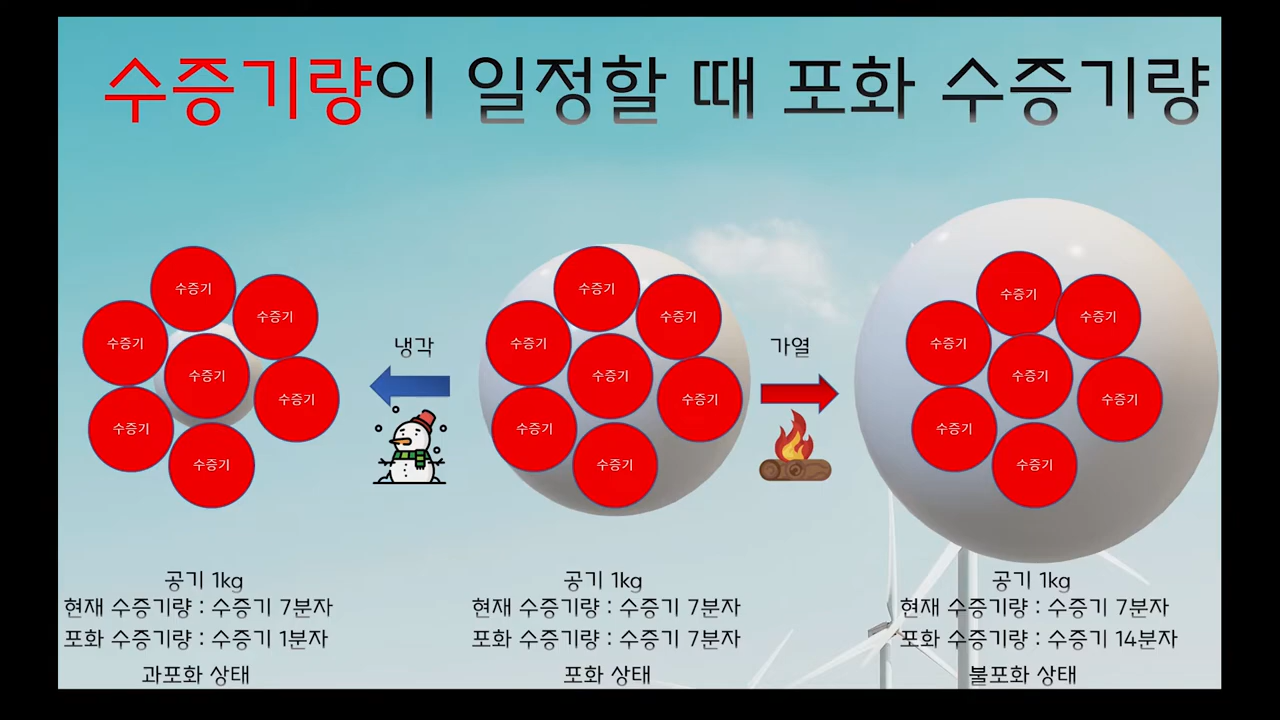 수증기량이 일정할 때 포화 수증기량
수증기
수증기
수증기
수증기
수증기
수증기
수증기
냉각
수증기
수증기
수증기
수증기
수증기
수증기
수증기
가열
수증기
수증기
수증기
수증기
수증기
수증기
수증기
공기 1kg
현재 수증기량 : 수증기 7분자
포화 수증기량 : 수증기 1분자
과포화 상태
공기 1kg
현재 수증기량 : 수증기 7분자
포화 수증기량 : 수증기 7분자
포화 상태
공기 1kg
현재 수증기량 : 수증기 7분자
포화 수증기량 : 수증기 14분자
불포화 상태